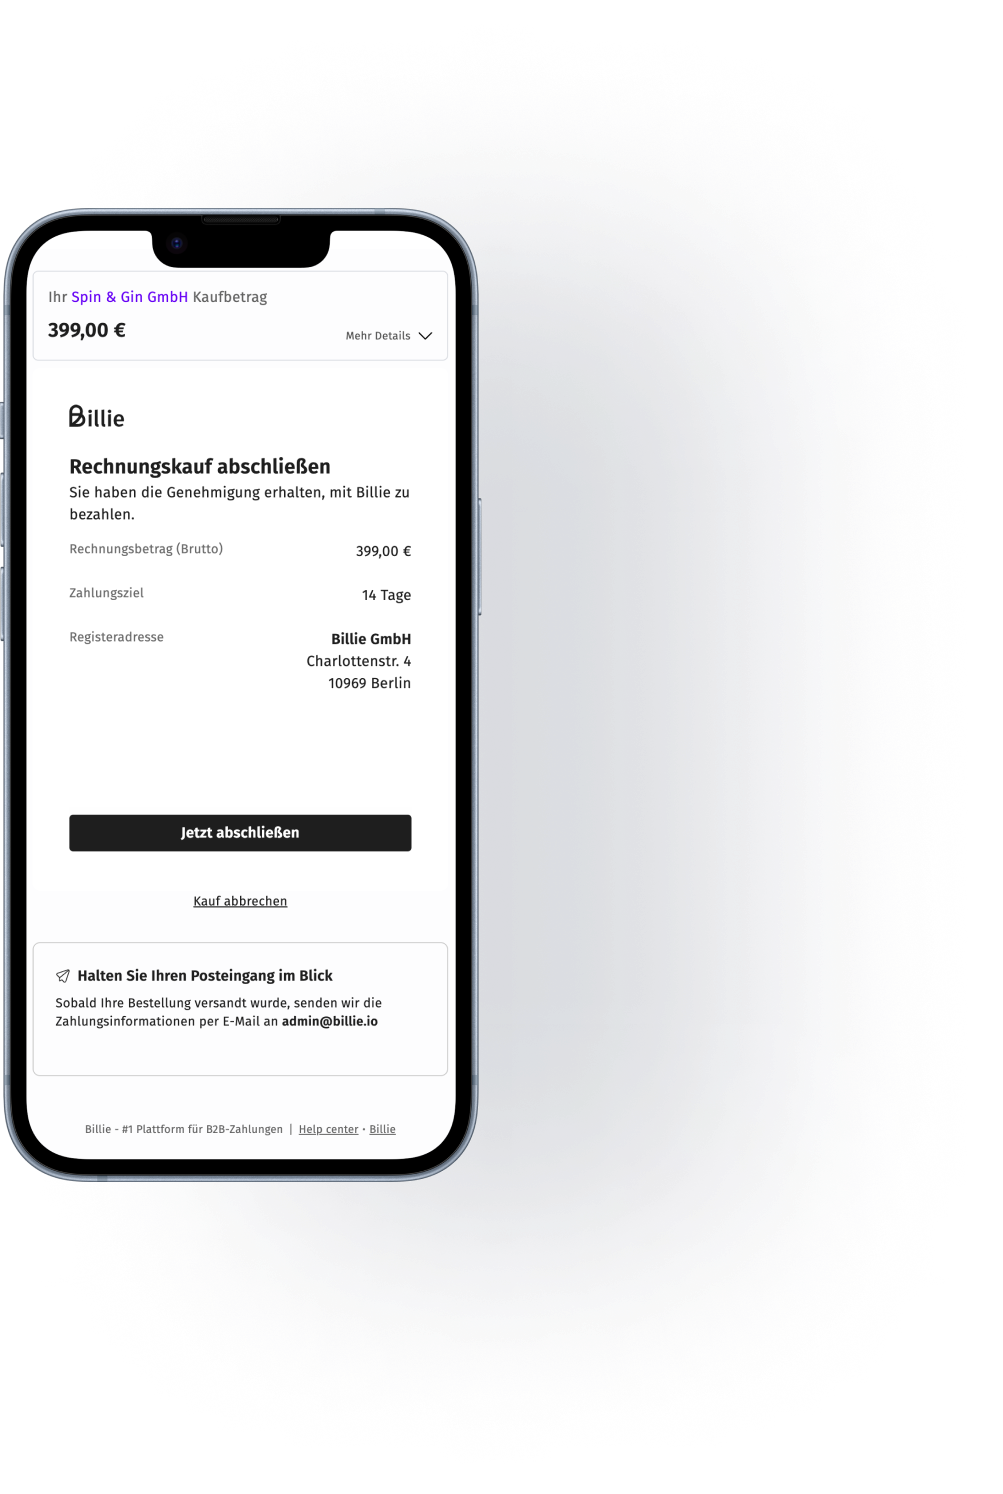 Ihr Spin & Gin GmbH Kaufbetrag
399,00 €
Mehr Details
Billie
Rechnungskauf abschließen
Sie haben die Genehmigung erhalten, mit Billie zu
bezahlen.
Rechnungsbetrag (Brutto) 399,00 €
Zahlungsziel 14 Tage
Registeradresse Billie GmbH
Charlottenstr. 4
10969 Berlin
Jetzt abschließen
Kauf abbrechen
Halten Sie Ihren Posteingang im Blick
Sobald Ihre Bestellung versandt wurde, senden wir die
Zahlungsinformationen per E-Mail an admin@billie.io
Billie - #1 Plattform für B2B-Zahlungen | Help center · Billie